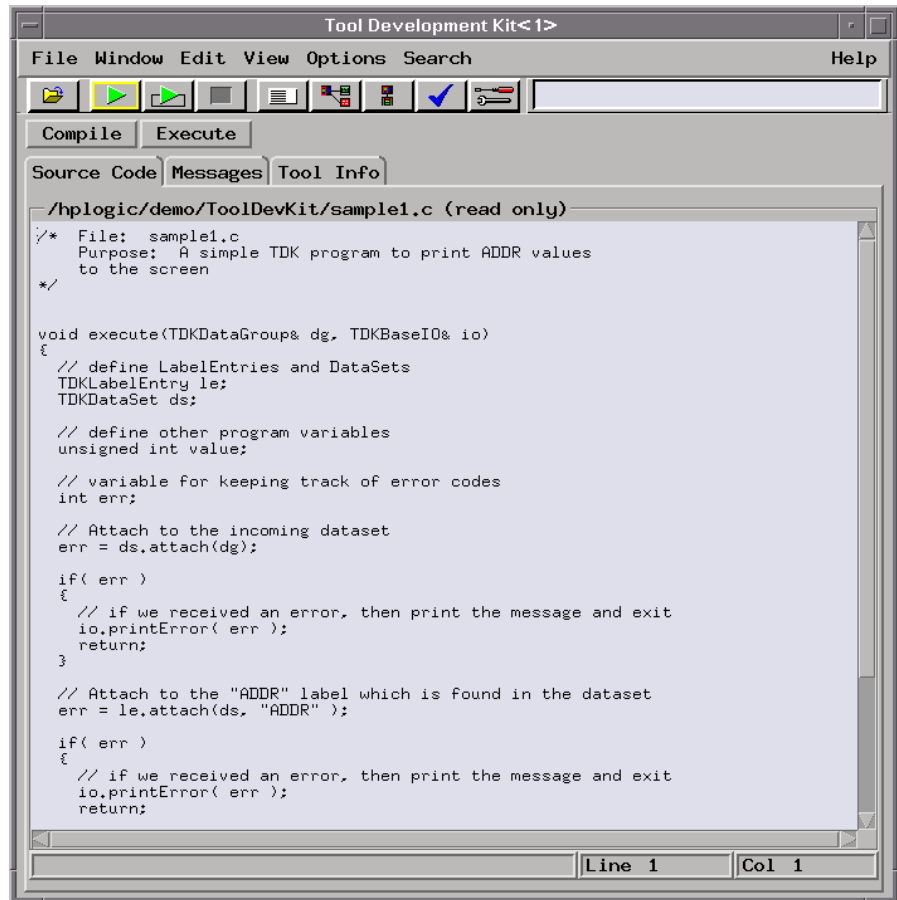 Tool Development Kit<1>
File Window Edit View Options Search Help
Compile Execute
Source Code Messages Tool Info
/hplogic/demo/ToolDevKit/sample1.c (read only)
/*  File:  sample1.c
    Purpose:  A simple TDK program to print ADDR values
    to the screen
*/
void execute(TDKDataGroup& dg, TDKBaseIO& io)
{
  // define LabelEntries and DataSets
  TDKLabelEntry le;
  TDKDataSet ds;
  // define other program variables
  unsigned int value;
  // variable for keeping track of error codes
  int err;
  // Attach to the incoming dataset
  err = ds.attach(dg);
  if( err )
  {
    // if we received an error, then print the message and exit
    io.printError( err );
    return;
  }
  // Attach to the "ADDR" label which is found in the dataset
  err = le.attach(ds, "ADDR" );
  if( err )
  {
    // if we received an error, then print the message and exit
    io.printError( err );
    return;
Line 1 Col 1